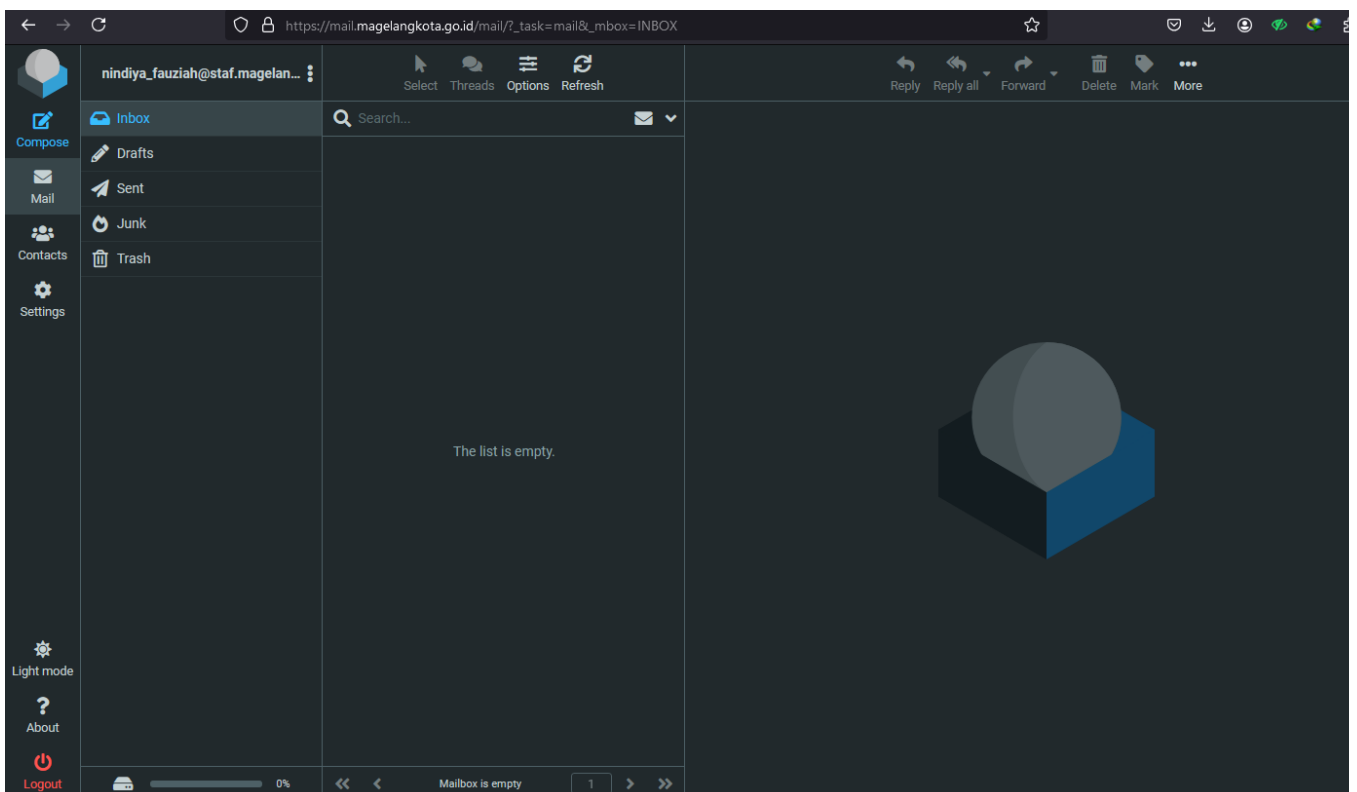 https://mail.magelangkota.go.id/mail/?_task=mail&_mbox=INBOX
nindiya_fauziah@staf.magelan...
Select Threads Options Refresh
Reply Reply all Forward Delete Mark More
Compose
Mail
Contacts
Settings
Inbox
Drafts
Sent
Junk
Trash
Search...
The list is empty.
Light mode
About
Logout
0%
Mailbox is empty 1